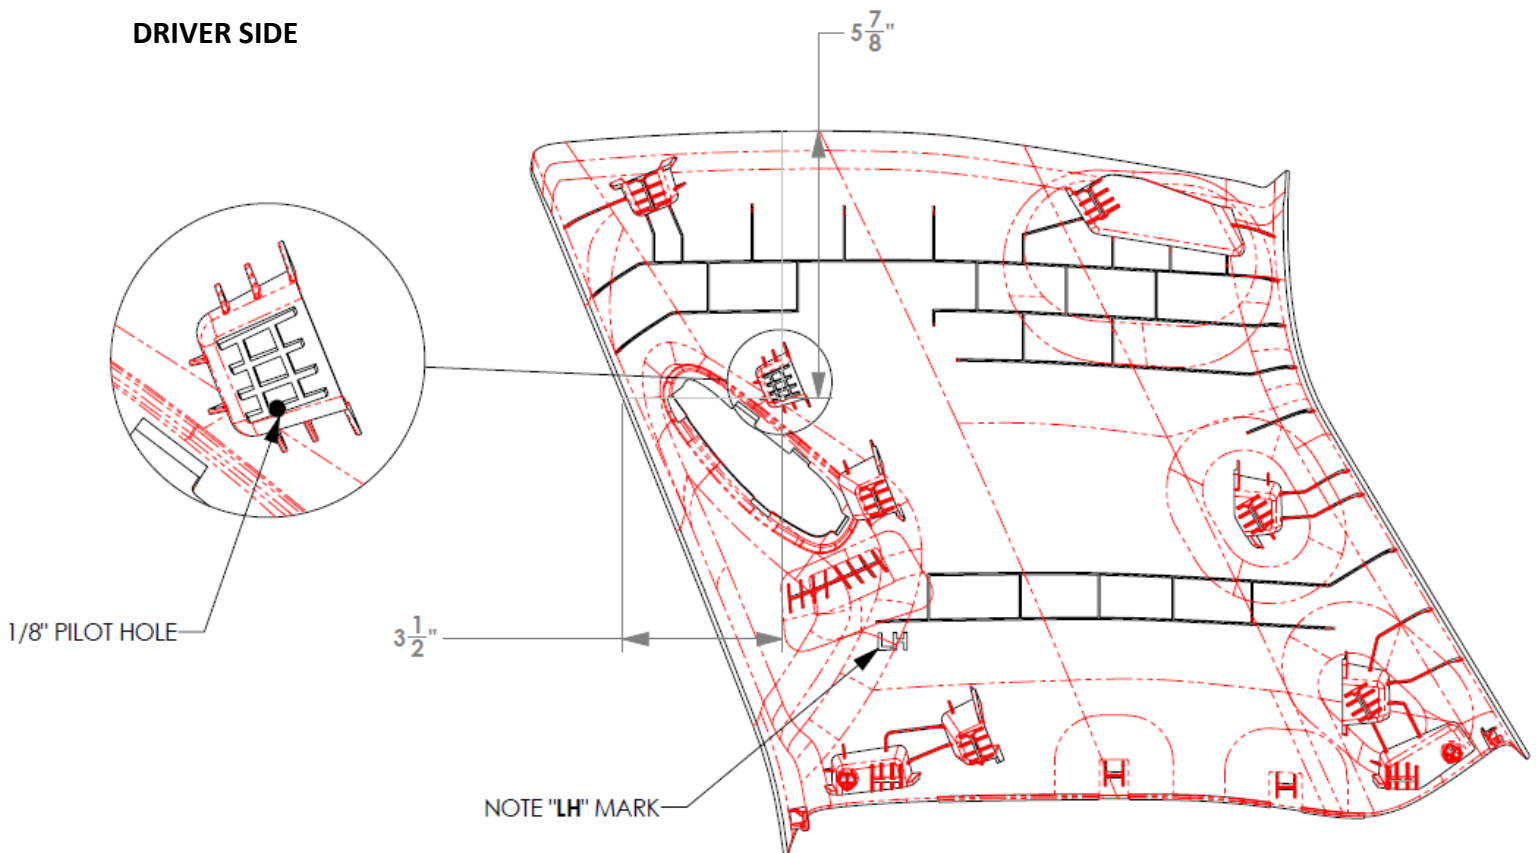 DRIVER SIDE
5 7/8"
1/8" PILOT HOLE
3 1/2"
LH
NOTE "LH" MARK